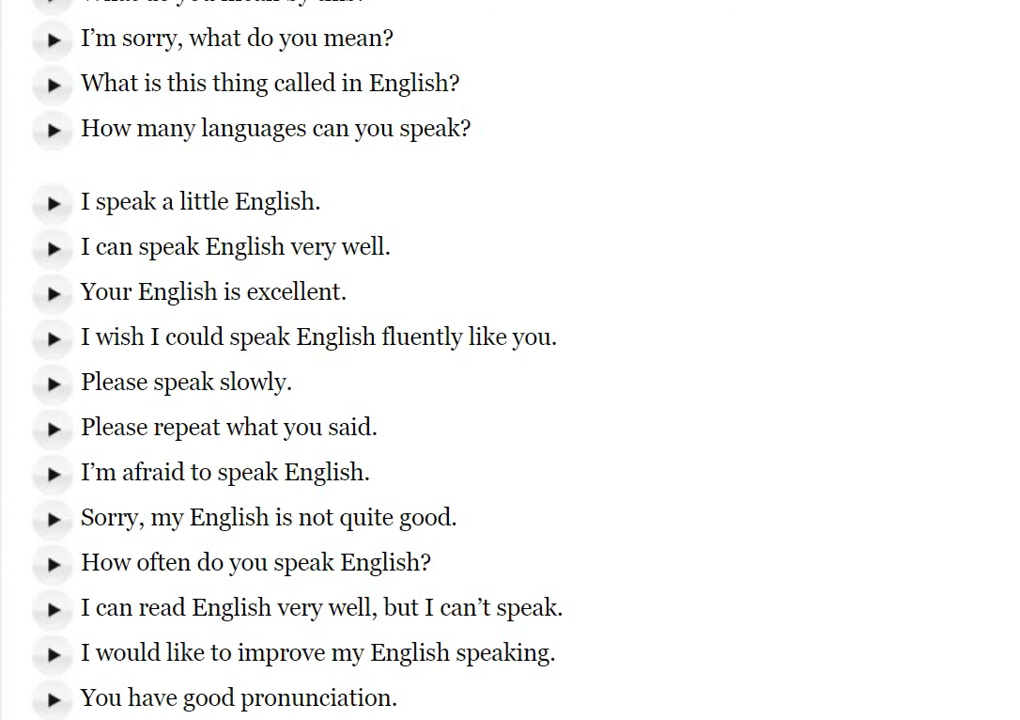 I’m sorry, what do you mean?
What is this thing called in English?
How many languages can you speak?
I speak a little English.
I can speak English very well.
Your English is excellent.
I wish I could speak English fluently like you.
Please speak slowly.
Please repeat what you said.
I’m afraid to speak English.
Sorry, my English is not quite good.
How often do you speak English?
I can read English very well, but I can’t speak.
I would like to improve my English speaking.
You have good pronunciation.